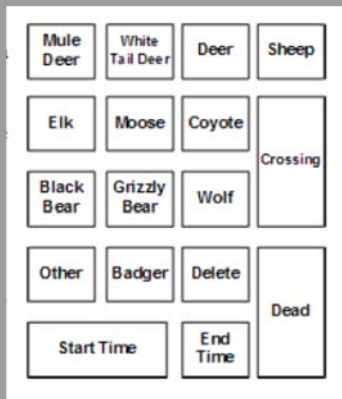 Mule
Deer
White
Tail Deer
Deer
Sheep
Elk
Moose
Coyote
Crossing
Black
Bear
Grizzly
Bear
Wolf
Other
Badger
Delete
Dead
Start Time
End
Time